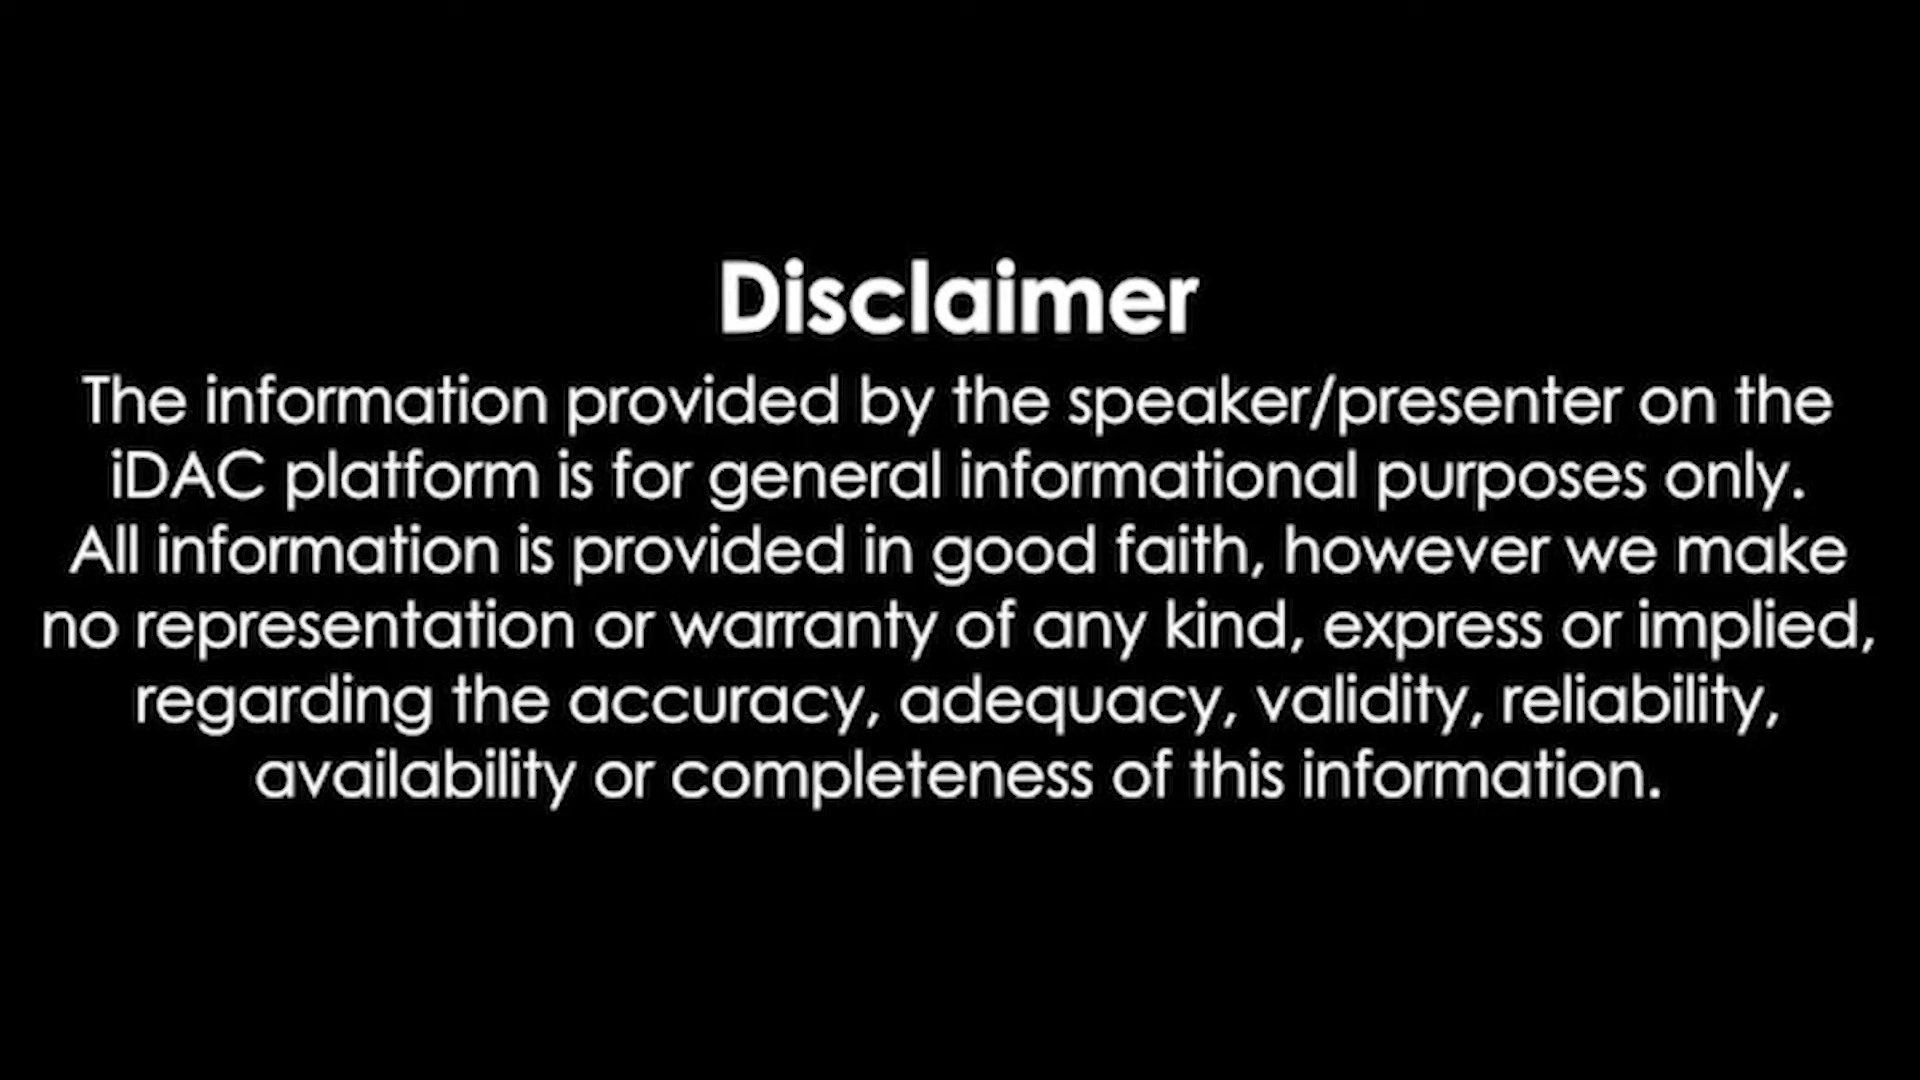 Disclaimer
The information provided by the speaker/presenter on the
iDAC platform is for general informational purposes only.
All information is provided in good faith, however we make
no representation or warranty of any kind, express or implied,
regarding the accuracy, adequacy, validity, reliability,
availability or completeness of this information.